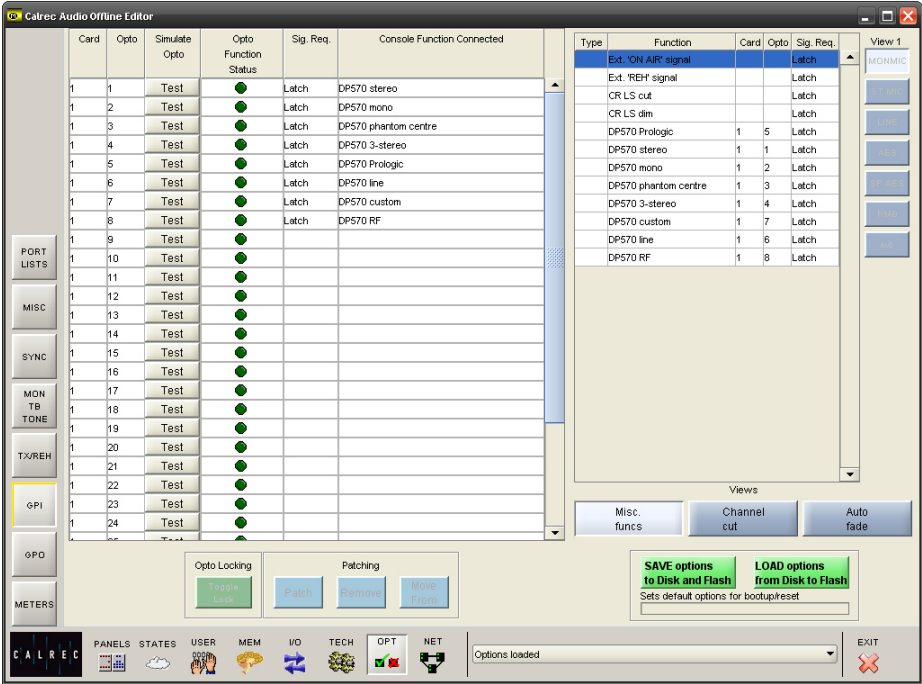 Calrec Audio Offline Editor
Card Opto Simulate Opto Opto Function Status Sig. Req. Console Function Connected
1 1 Test Latch DP570 stereo
1 2 Test Latch DP570 mono
1 3 Test Latch DP570 phantom centre
1 4 Test Latch DP570 3-stereo
1 5 Test Latch DP570 Prologic
1 6 Test Latch DP570 line
1 7 Test Latch DP570 custom
1 8 Test Latch DP570 RF
1 9 Test
1 10 Test
1 11 Test
1 12 Test
1 13 Test
1 14 Test
1 15 Test
1 16 Test
1 17 Test
1 18 Test
1 19 Test
1 20 Test
1 21 Test
1 22 Test
1 23 Test
1 24 Test
Type Function Card Opto Sig. Req.
Ext. 'ON AIR' signal Latch
Ext. 'REH' signal Latch
CR LS cut Latch
CR LS dim Latch
DP570 Prologic 1 5 Latch
DP570 stereo 1 1 Latch
DP570 mono 1 2 Latch
DP570 phantom centre 1 3 Latch
DP570 3-stereo 1 4 Latch
DP570 custom 1 7 Latch
DP570 line 1 6 Latch
DP570 RF 1 8 Latch
View 1
MONMIC
ST MIC
LINE
AES
SP AES
PORT
LISTS
MISC
SYNC
MON
TB
TONE
TX/REH
GPI
GPO
METERS
Views
Misc.
funcs
Channel
cut
Auto
fade
Opto Locking
Toggle
Lock
Patching
Patch
Remove
Move
From
SAVE options
to Disk and Flash
LOAD options
from Disk to Flash
Sets default options for bootup/reset
CALREC
PANELS STATES USER MEM I/O TECH OPT NET
Options loaded
EXIT